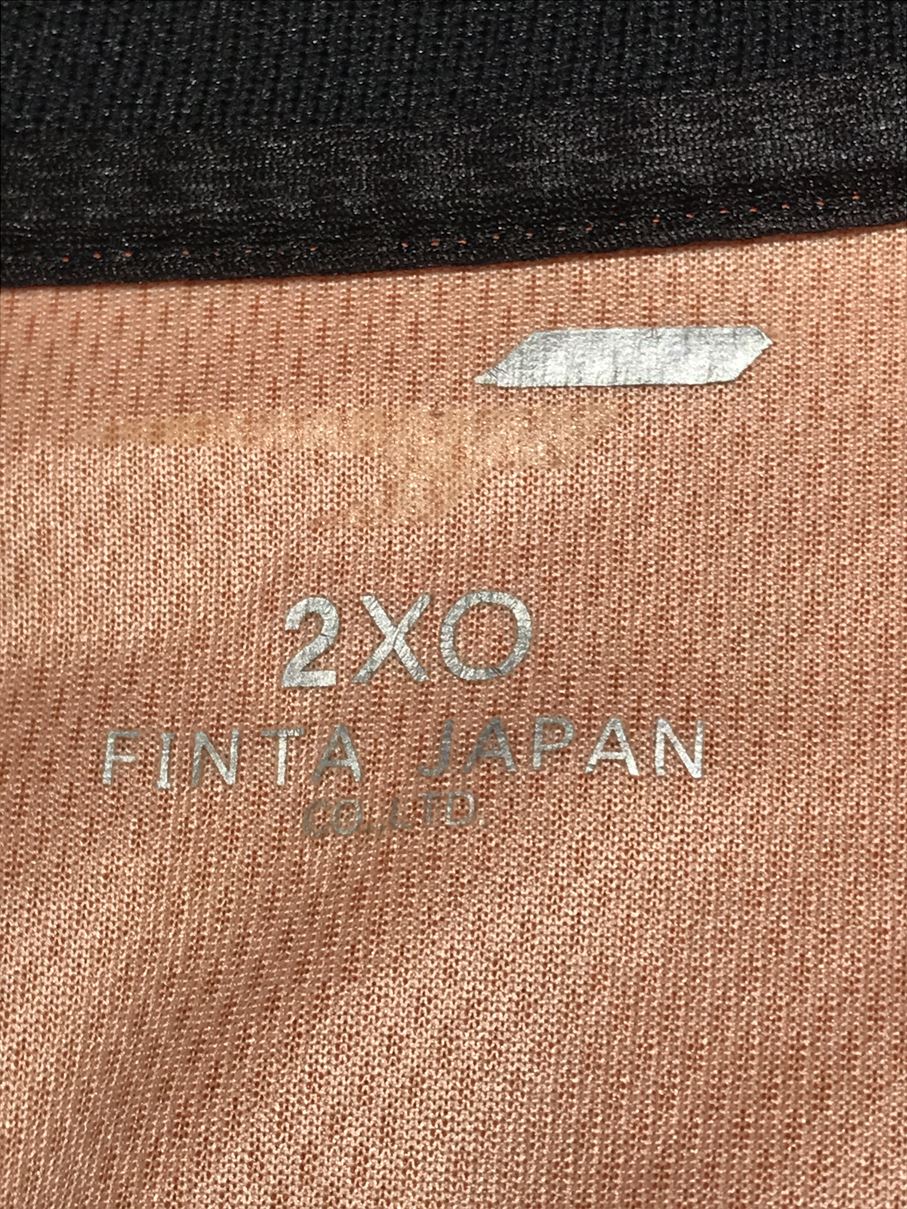 2XO
FINTA JAPAN
CO.,LTD.